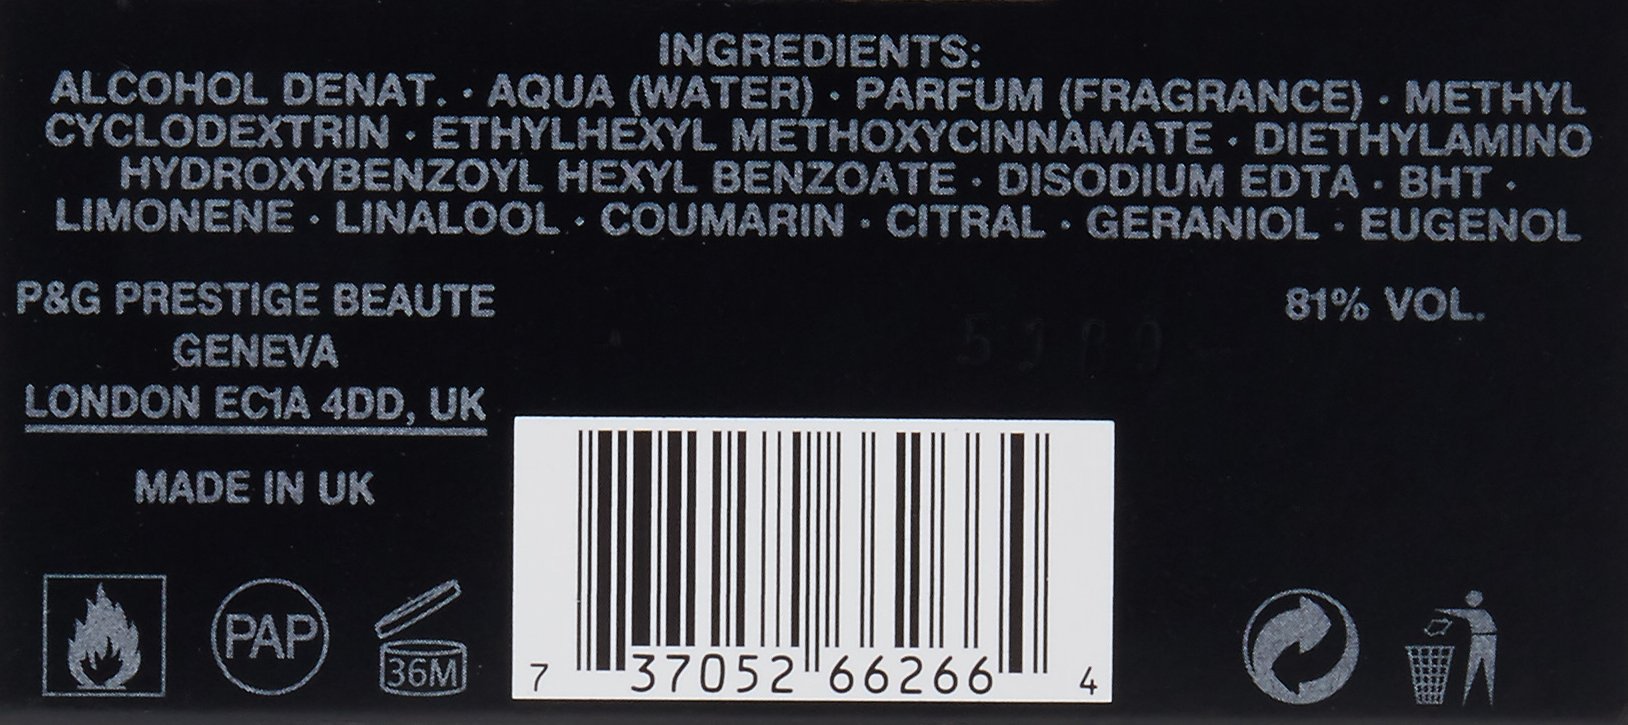 INGREDIENTS:
ALCOHOL DENAT. · AQUA (WATER) · PARFUM (FRAGRANCE) · METHYL
CYCLODEXTRIN · ETHYLHEXYL METHOXYCINNAMATE · DIETHYLAMINO
HYDROXYBENZOYL HEXYL BENZOATE · DISODIUM EDTA · BHT ·
LIMONENE · LINALOOL · COUMARIN · CITRAL · GERANIOL · EUGENOL
P&G PRESTIGE BEAUTE
GENEVA
LONDON EC1A 4DD, UK
81% VOL.
MADE IN UK
PAP
36M
7 37052 66266 4